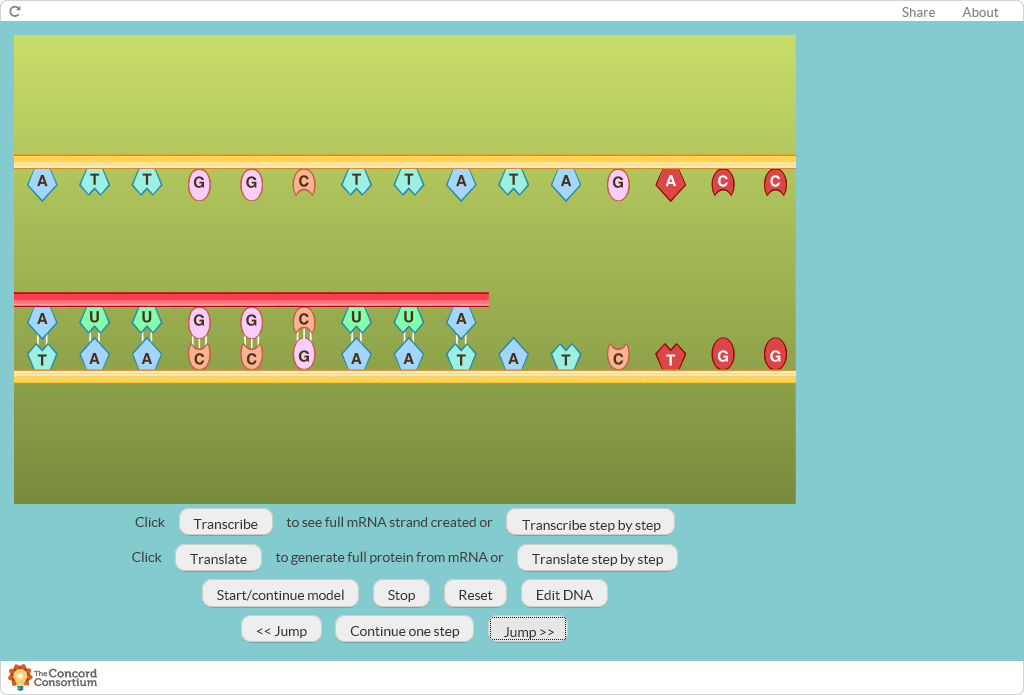 Share About
A T T G G C T T A T A G A C C
A U U G G C U U A
T A A C C G A A T A T C T G G
Click Transcribe to see full mRNA strand created or Transcribe step by step
Click Translate to generate full protein from mRNA or Translate step by step
Start/continue model Stop Reset Edit DNA
<< Jump Continue one step Jump >>
The Concord
Consortium